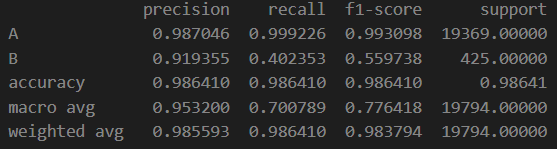 precision recall f1-score support
A 0.987046 0.999226 0.993098 19369.00000
B 0.919355 0.402353 0.559738 425.00000
accuracy 0.986410 0.986410 0.986410 0.98641
macro avg 0.953200 0.700789 0.776418 19794.00000
weighted avg 0.985593 0.986410 0.983794 19794.00000